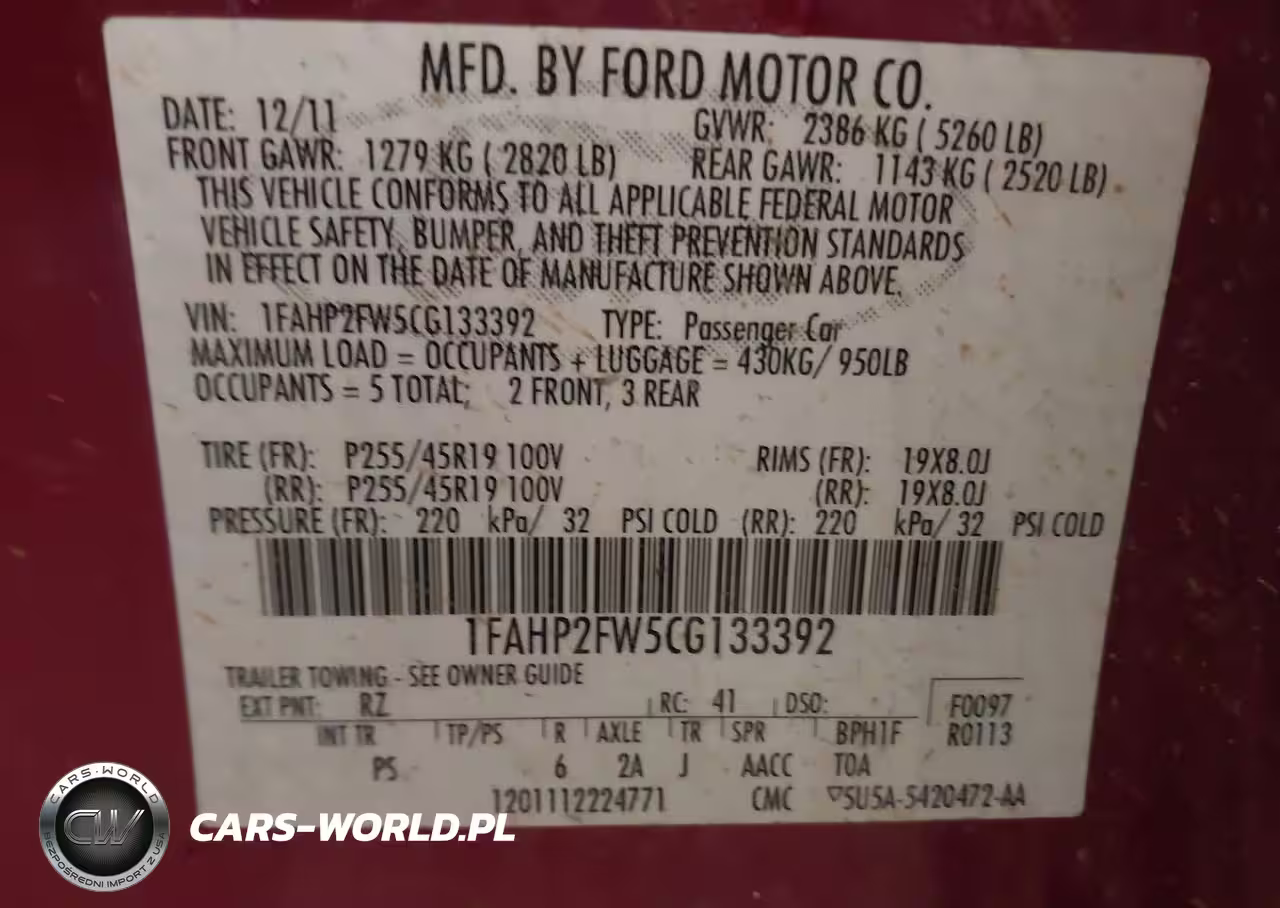 MFD. BY FORD MOTOR CO.
DATE: 12/11 GVWR: 2386 KG ( 5260 LB)
FRONT GAWR: 1279 KG ( 2820 LB) REAR GAWR: 1143 KG ( 2520 LB)
THIS VEHICLE CONFORMS TO ALL APPLICABLE FEDERAL MOTOR
VEHICLE SAFETY, BUMPER, AND THEFT PREVENTION STANDARDS
IN EFFECT ON THE DATE OF MANUFACTURE SHOWN ABOVE.
VIN: 1FAHP2FW5CG133392 TYPE: Passenger Car
MAXIMUM LOAD = OCCUPANTS + LUGGAGE = 430KG/ 950LB
OCCUPANTS = 5 TOTAL; 2 FRONT, 3 REAR
TIRE (FR): P255/45R19 100V RIMS (FR): 19X8.0J
(RR): P255/45R19 100V (RR): 19X8.0J
PRESSURE (FR): 220 kPa/ 32 PSI COLD (RR): 220 kPa/ 32 PSI COLD
1FAHP2FW5CG133392
TRAILER TOWING - SEE OWNER GUIDE
EXT PNT: RZ RC: 41 DSO: F0097
INT TR TP/PS R AXLE TR SPR BPH1F R0113
PS 6 2A J AACC TOA
1201112224771 CMC ▽5U5A-5420472-AA
CARS-WORLD
CW
BEZPOŚREDNI IMPORT Z USA
CARS-WORLD.PL